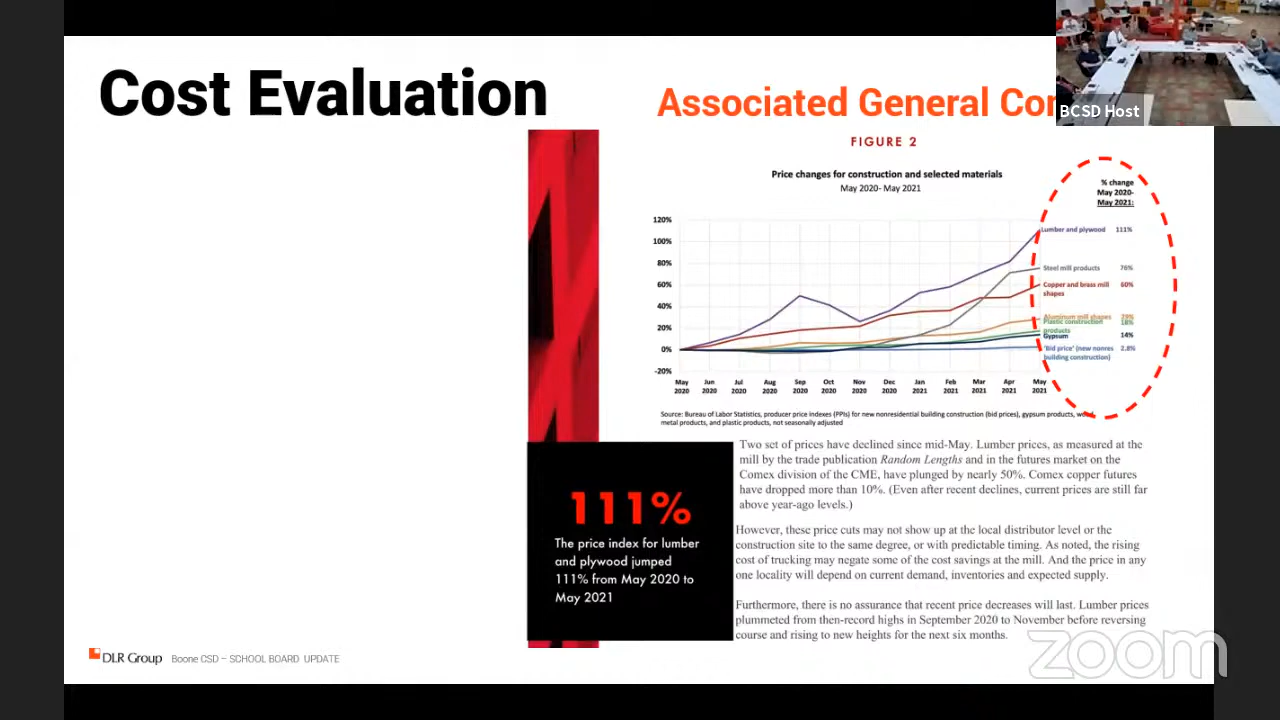 Cost Evaluation
Associated General Con
BCSD Host
FIGURE 2
Price changes for construction and selected materials
May 2020- May 2021
% change
May 2020-
May 2021:
120%
100%
80%
60%
40%
20%
0%
-20%
Lumber and plywood 111%
Steel mill products 76%
Copper and brass mill 60%
shapes
Aluminum mill shapes 29%
Plastic construction 18%
products
Gypsum 14%
'Bid price' (new nonres 2.8%
building construction)
May Jun Jul Aug Sep Oct Nov Dec Jan Feb Mar Apr May
2020 2020 2020 2020 2020 2020 2020 2020 2021 2021 2021 2021 2021
Source: Bureau of Labor Statistics, producer price indexes (PPIs) for new nonresidential building construction (bid prices), gypsum products, wood,
metal products, and plastic products, not seasonally adjusted
111%
The price index for lumber
and plywood jumped
111% from May 2020 to
May 2021
Two set of prices have declined since mid-May. Lumber prices, as measured at the
mill by the trade publication Random Lengths and in the futures market on the
Comex division of the CME, have plunged by nearly 50%. Comex copper futures
have dropped more than 10%. (Even after recent declines, current prices are still far
above year-ago levels.)
However, these price cuts may not show up at the local distributor level or the
construction site to the same degree, or with predictable timing. As noted, the rising
cost of trucking may negate some of the cost savings at the mill. And the price in any
one locality will depend on current demand, inventories and expected supply.
Furthermore, there is no assurance that recent price decreases will last. Lumber prices
plummeted from then-record highs in September 2020 to November before reversing
course and rising to new heights for the next six months.
DLR Group Boone CSD – SCHOOL BOARD UPDATE
zoom